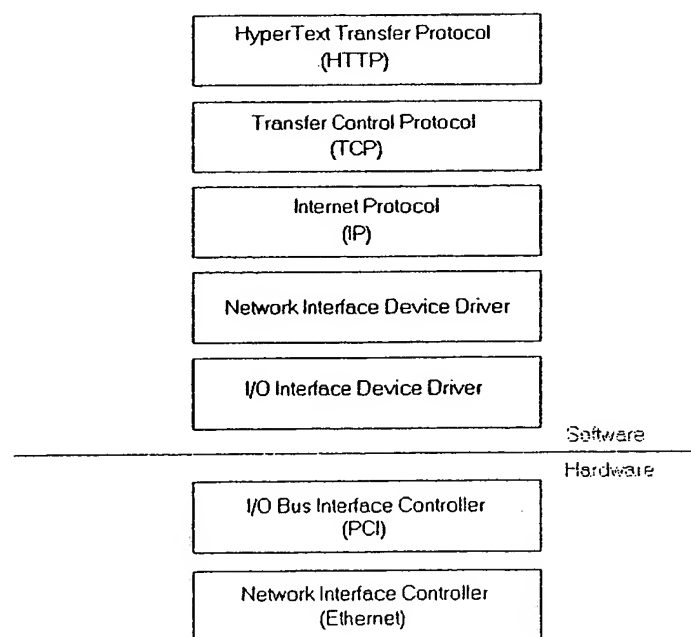 HyperText Transfer Protocol
(HTTP)
Transfer Control Protocol
(TCP)
Internet Protocol
(IP)
Network Interface Device Driver
I/O Interface Device Driver
Software
Hardware
I/O Bus Interface Controller
(PCI)
Network Interface Controller
(Ethernet)